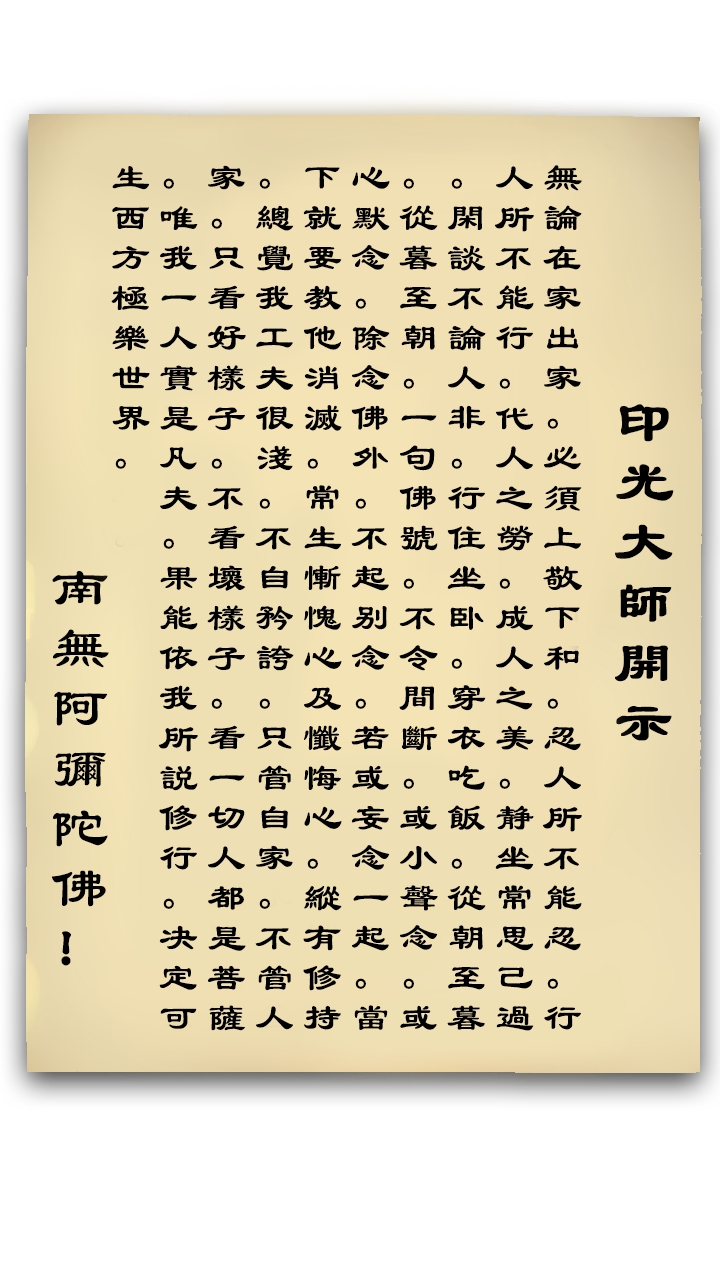 印光大師開示
無論在家出家。必須上敬下和。忍人所不能忍。行
人所不能行。代人之勞。成人之美。静坐常思己過
。閑談不論人非。行住坐卧。穿衣吃飯。從朝至暮
。從暮至朝。一句佛號。不令間斷。或小聲念。或
心默念。除念佛外。不起别念。若或妄念一起。當
下就要教他消滅。常生慚愧心及懺悔心。縱有修持
。總覺我工夫很淺。不自矜誇。只管自家。不管人
家。只看好樣子。不看壞樣子。看一切人都是菩薩
。唯我一人實是凡夫。果能依我所説修行。决定可
生西方極樂世界。
南無阿彌陀佛！